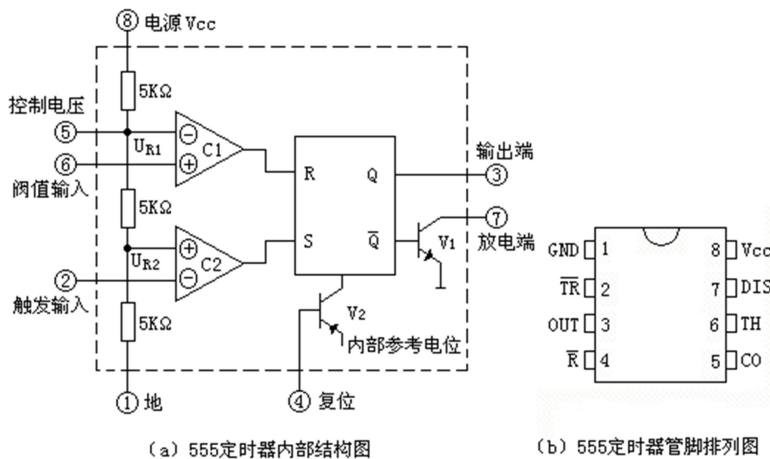 ⑧ 电源 Vcc
5KΩ
控制电压
⑤
UR1
C1
⑥
阀值输入
5KΩ
R
Q
输出端
③
⑦
放电端
S
Q̅
V1
UR2
C2
②
触发输入
5KΩ
V2
内部参考电位
① 地
④ 复位
(a) 555定时器内部结构图
GND 1
8 Vcc
T̅R̅ 2
7 DIS
OUT 3
6 TH
R̅ 4
5 CO
(b) 555定时器管脚排列图